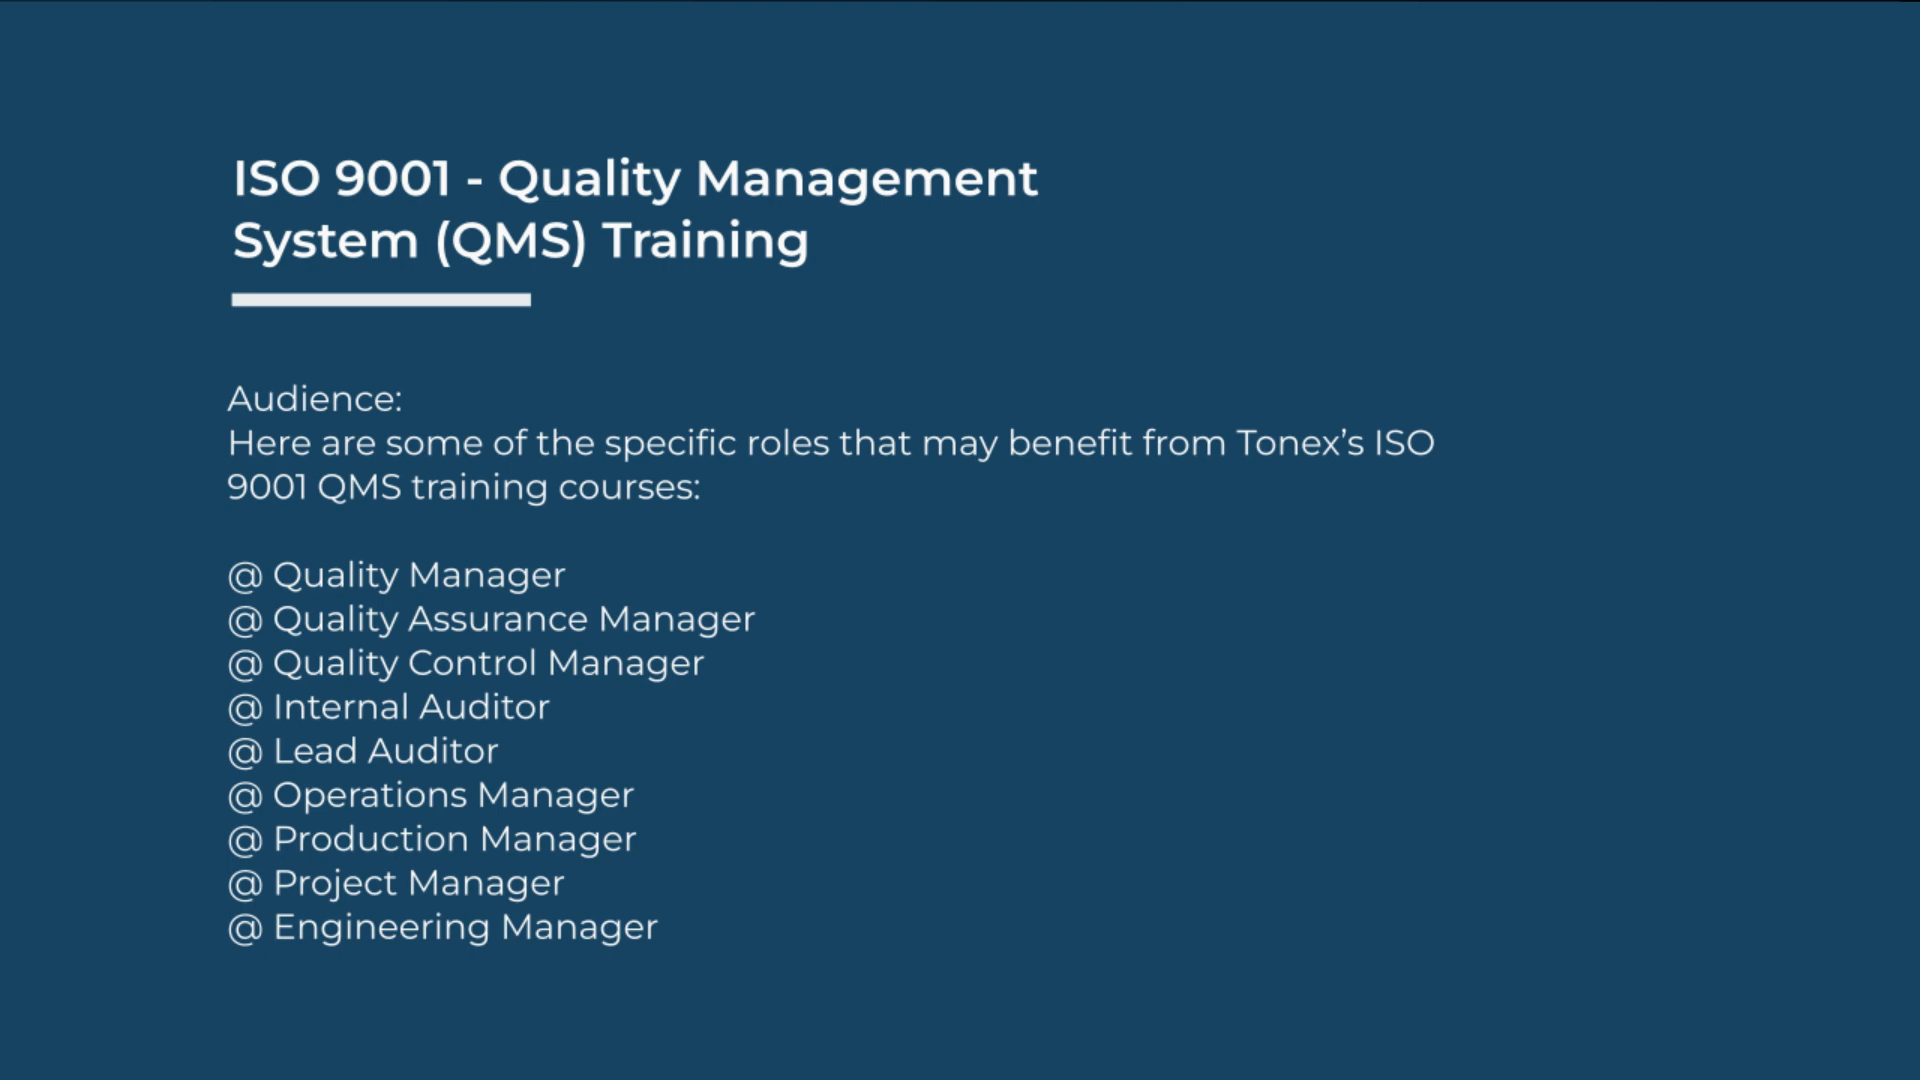 ISO 9001 - Quality Management
System (QMS) Training
Audience:
Here are some of the specific roles that may benefit from Tonex’s ISO
9001 QMS training courses:
@ Quality Manager
@ Quality Assurance Manager
@ Quality Control Manager
@ Internal Auditor
@ Lead Auditor
@ Operations Manager
@ Production Manager
@ Project Manager
@ Engineering Manager